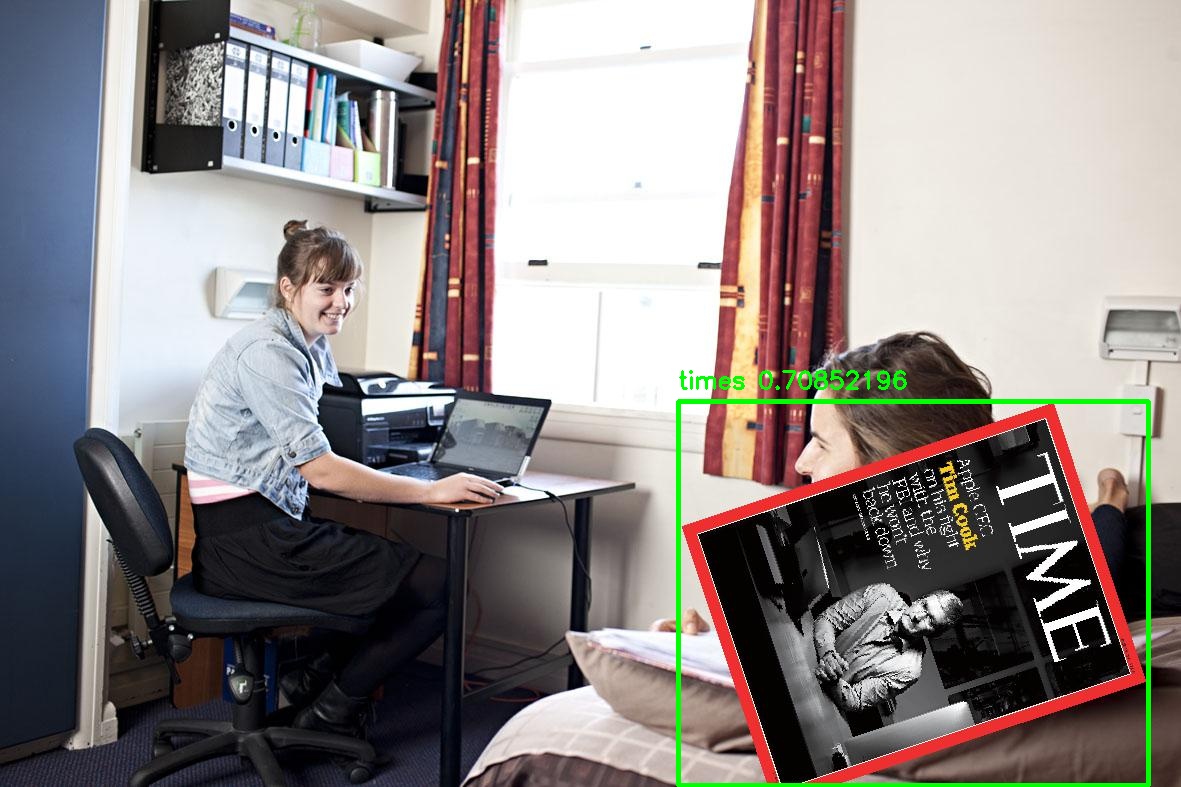 times 0.70852196
TIME
Apple CEO
Tim Cook
on his fight
with the
FBI and why
he won't
back down